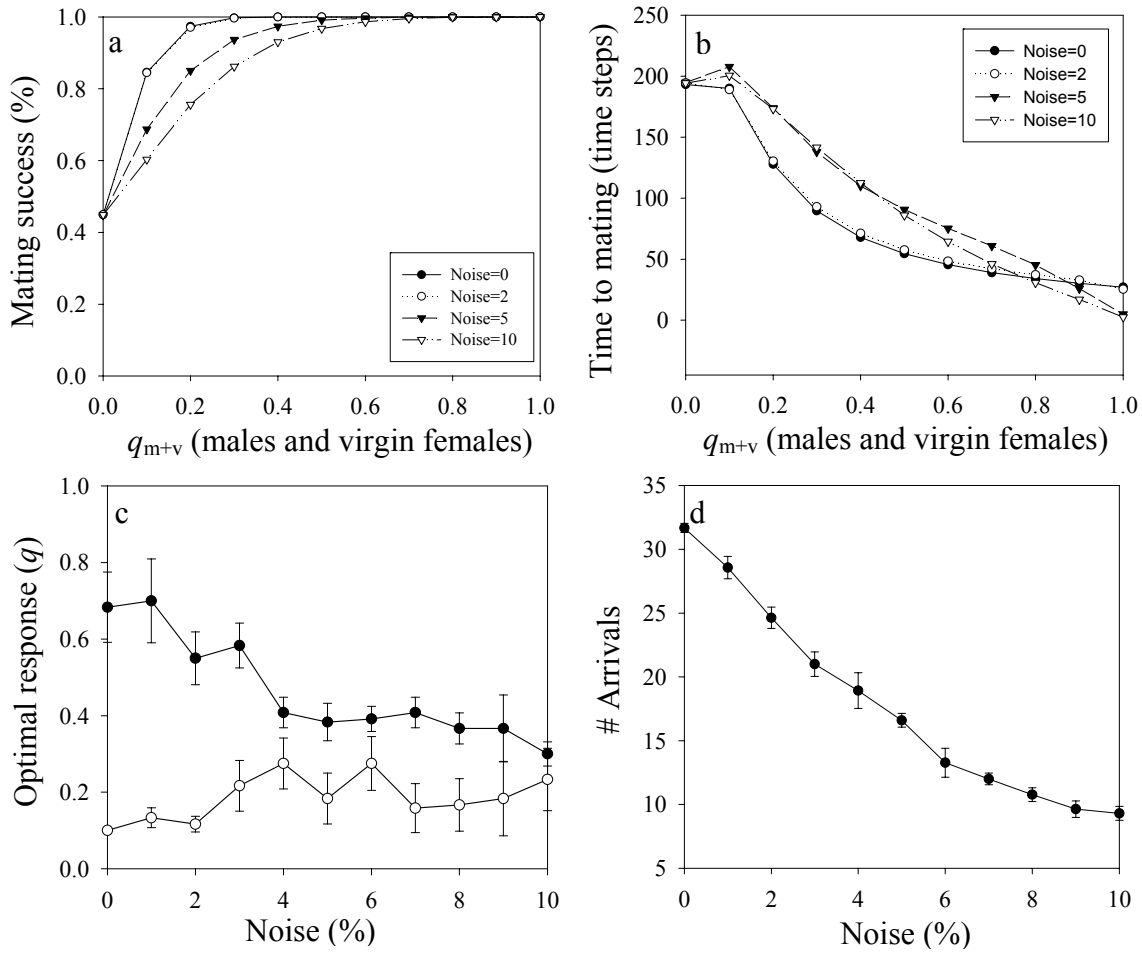 a
Mating success (%)
1.0
0.8
0.6
0.4
0.2
0.0
Noise=0
Noise=2
Noise=5
Noise=10
0.0 0.2 0.4 0.6 0.8 1.0
qm+v (males and virgin females)
b
Time to mating (time steps)
250
200
150
100
50
0
Noise=0
Noise=2
Noise=5
Noise=10
0.0 0.2 0.4 0.6 0.8 1.0
qm+v (males and virgin females)
c
Optimal response (q)
1.0
0.8
0.6
0.4
0.2
0.0
0 2 4 6 8 10
Noise (%)
d
# Arrivals
35
30
25
20
15
10
5
0 2 4 6 8 10
Noise (%)